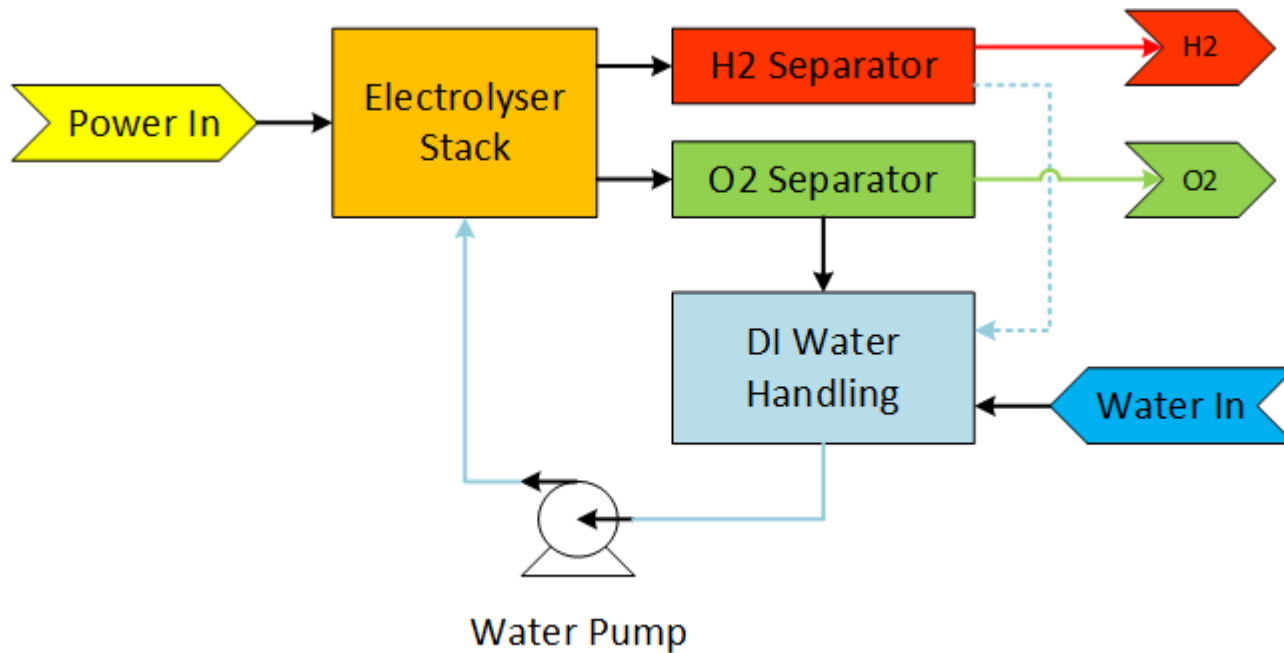 H2 Separator
H2
Electrolyser
Stack
Power In
O2 Separator
O2
DI Water
Handling
Water In
Water Pump